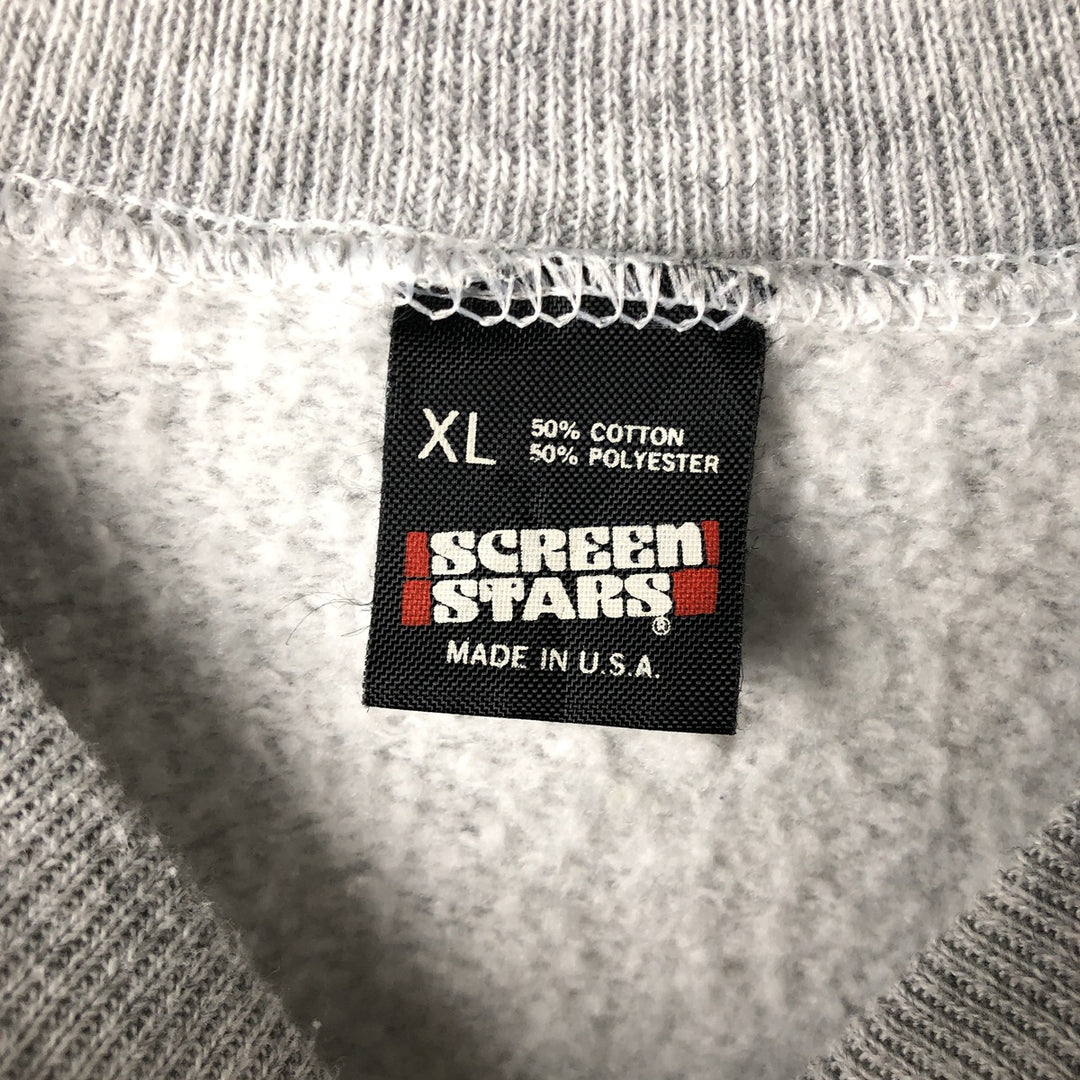 XL
50% COTTON
50% POLYESTER
SCREEN
STARS®
MADE IN U.S.A.